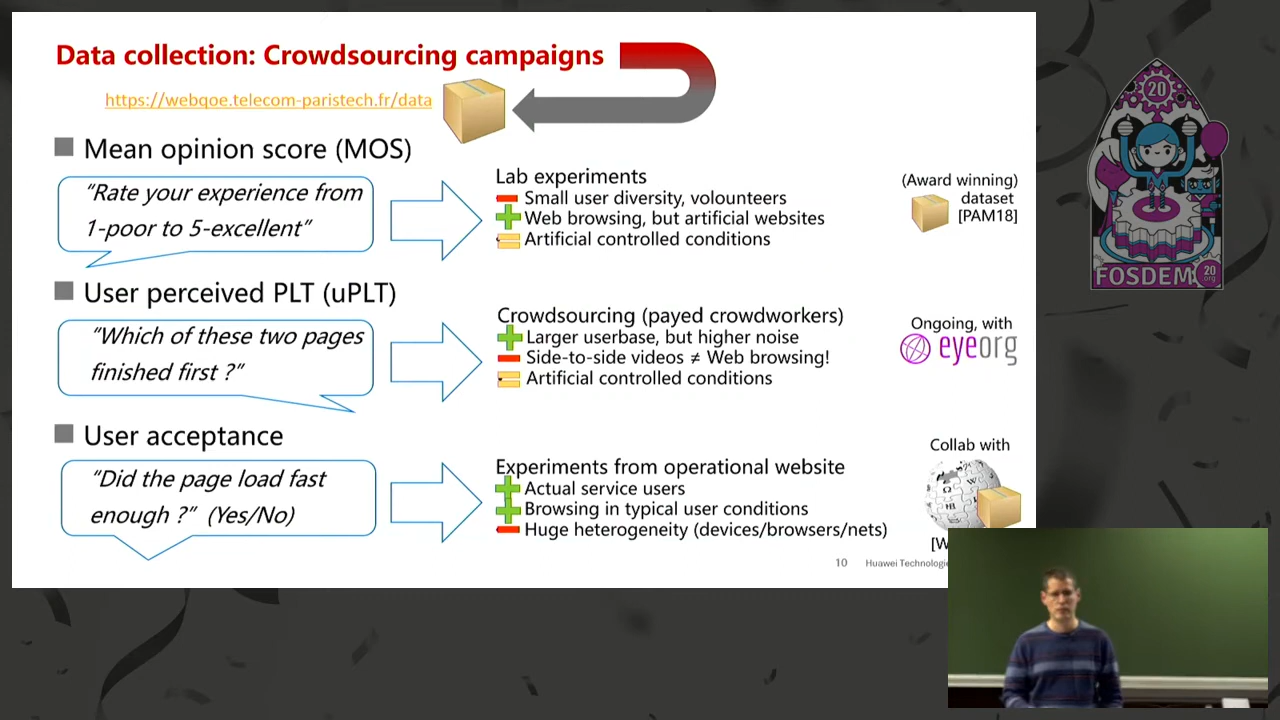 Data collection: Crowdsourcing campaigns
https://webqoe.telecom-paristech.fr/data
Mean opinion score (MOS)
"Rate your experience from
1-poor to 5-excellent"
Lab experiments
Small user diversity, volounteers
Web browsing, but artificial websites
Artificial controlled conditions
(Award winning)
dataset
[PAM18]
User perceived PLT (uPLT)
"Which of these two pages
finished first ?"
Crowdsourcing (payed crowdworkers)
Larger userbase, but higher noise
Side-to-side videos ≠ Web browsing!
Artificial controlled conditions
Ongoing, with
eyeorg
User acceptance
"Did the page load fast
enough ?" (Yes/No)
Experiments from operational website
Actual service users
Browsing in typical user conditions
Huge heterogeneity (devices/browsers/nets)
Collab with
[W
10 Huawei Technologie
20
FOSDEM 20
.org